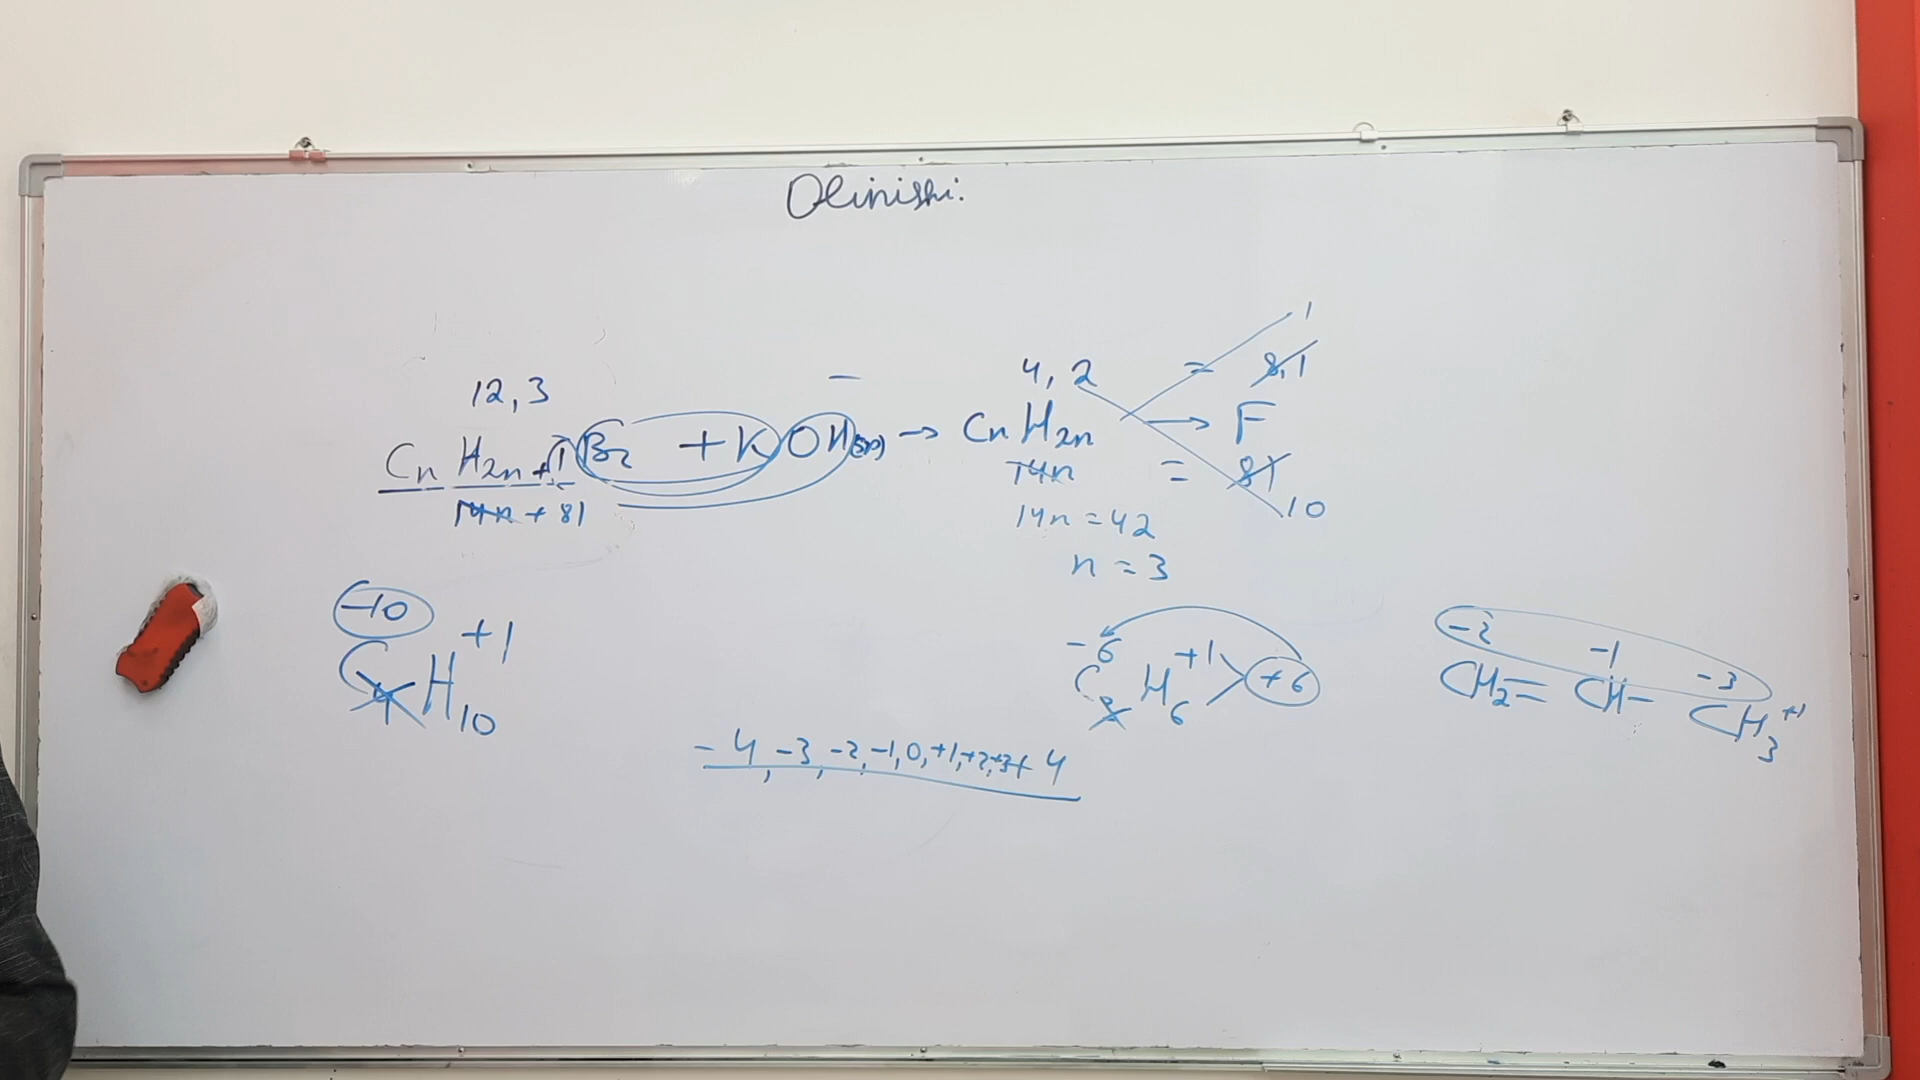 Olinishi.
12,3 4,2 = 8,1 1
CnH2n+1Br + KOH(sp) → CnH2n → F
14n + 81 14n = 81
14n = 42 10
n = 3
-10
C4H10 +1
-6 +1 +6
C3H6
-2 -1 -3
CH2 = CH - CH3 +1
-4, -3, -2, -1, 0, +1, +2, +3, +4